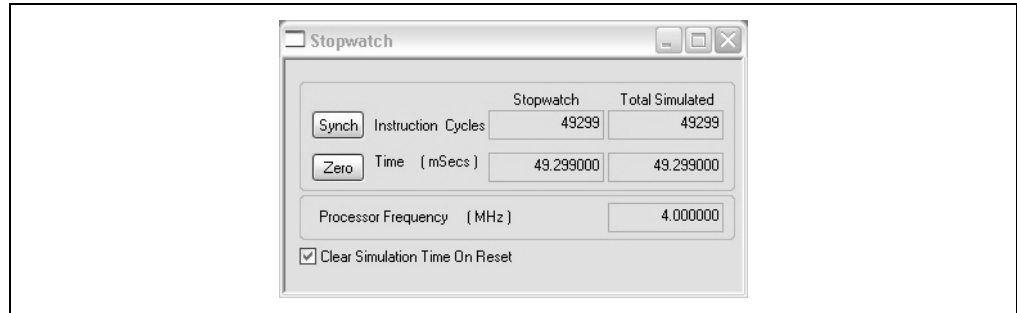 Stopwatch
Stopwatch Total Simulated
Synch Instruction Cycles 49299 49299
Zero Time (mSecs) 49.299000 49.299000
Processor Frequency (MHz) 4.000000
Clear Simulation Time On Reset